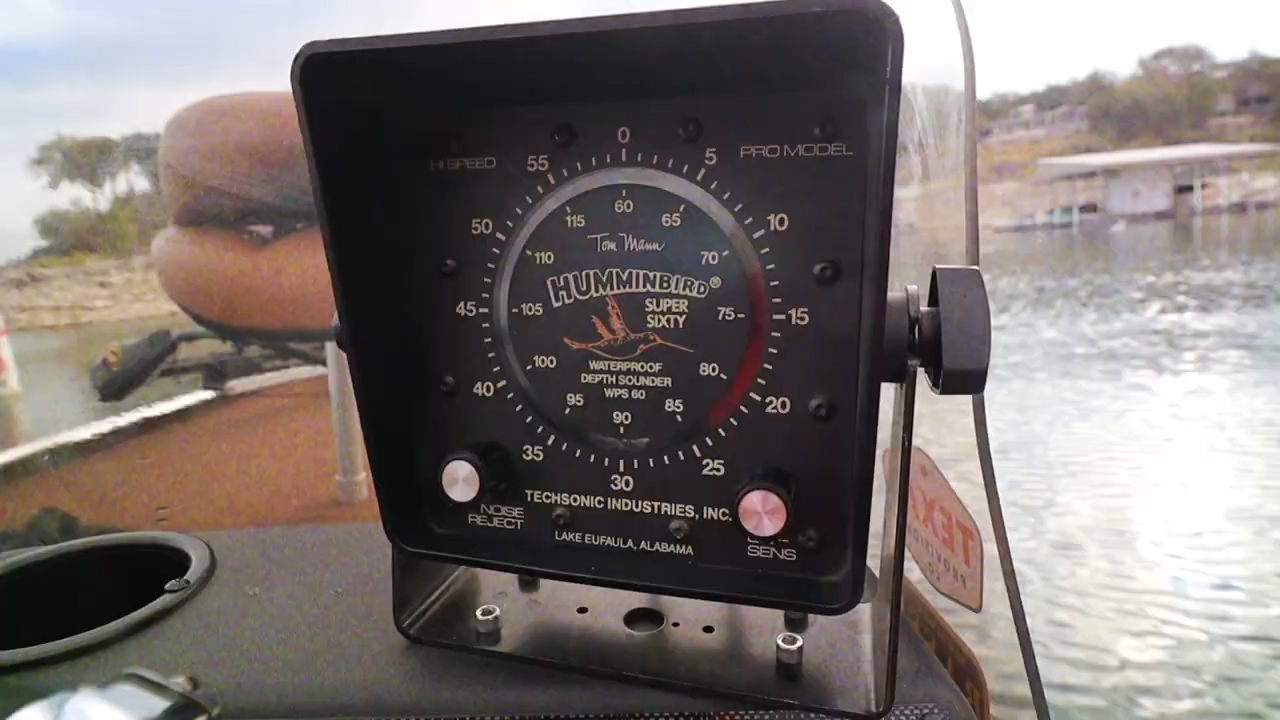 HI SPEED
PRO MODEL
0
5
10
15
20
25
30
35
40
45
50
55
60
65
70
75
80
85
90
95
100
105
110
115
Tom Mann
HUMMINBIRD®
SUPER
SIXTY
WATERPROOF
DEPTH SOUNDER
WPS 60
NOISE
REJECT
TECHSONIC INDUSTRIES, INC.
LAKE EUFAULA, ALABAMA
SENS